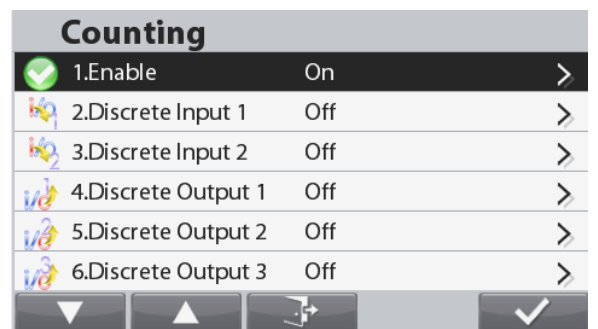 Counting
1.Enable On
2.Discrete Input 1 Off
3.Discrete Input 2 Off
4.Discrete Output 1 Off
5.Discrete Output 2 Off
6.Discrete Output 3 Off